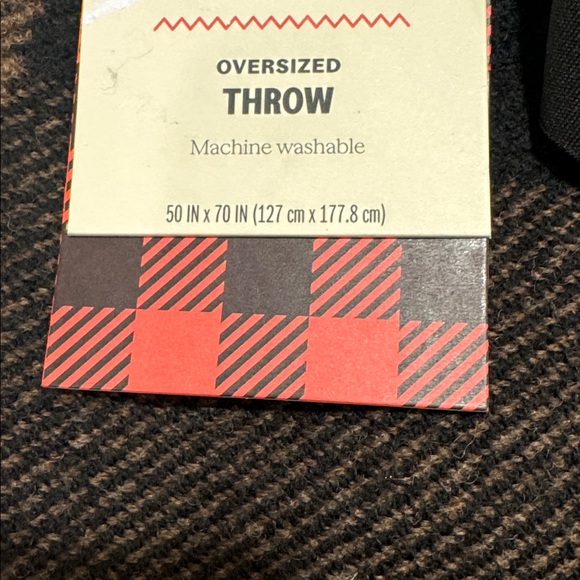 OVERSIZED
THROW
Machine washable
50 IN x 70 IN (127 cm x 177.8 cm)